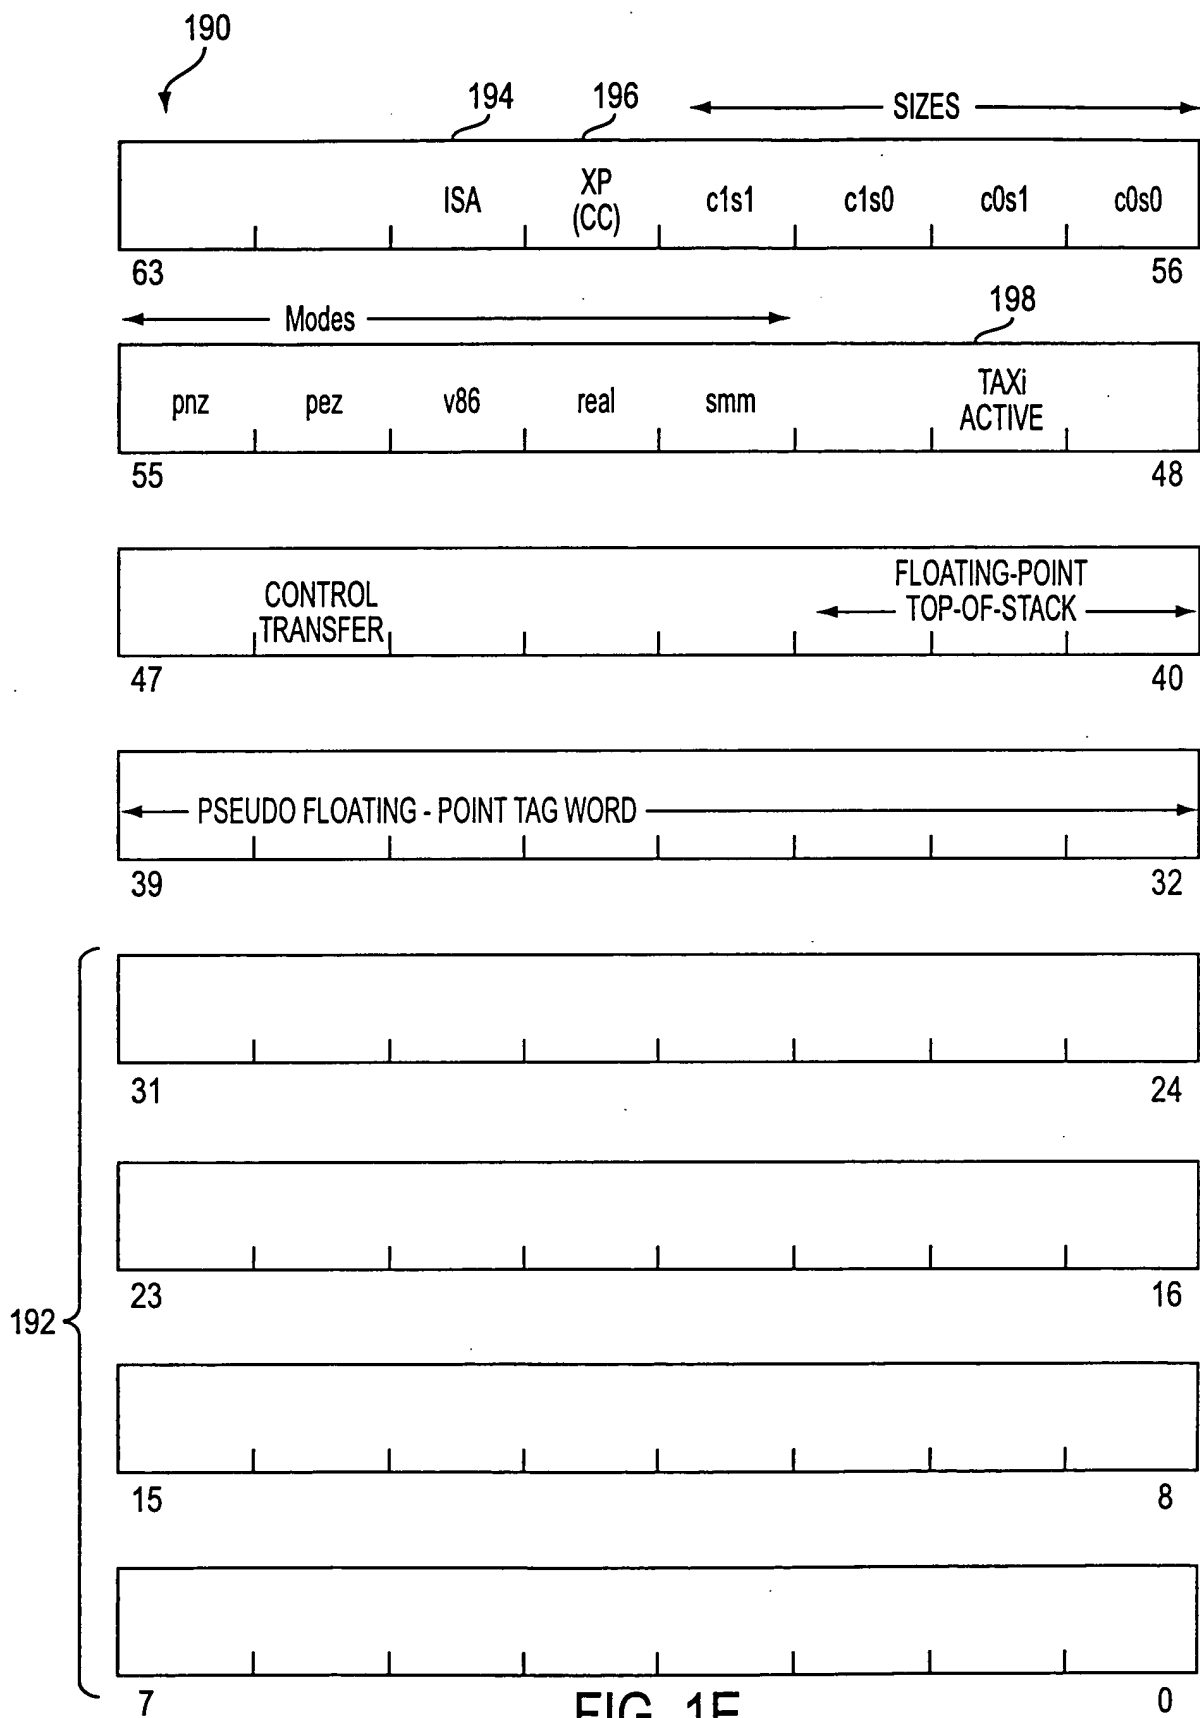 190
194 196 SIZES
ISA XP (CC) c1s1 c1s0 c0s1 c0s0
63 56
Modes 198
pnz pez v86 real smm TAXi ACTIVE
55 48
CONTROL TRANSFER FLOATING-POINT TOP-OF-STACK
47 40
PSEUDO FLOATING - POINT TAG WORD
39 32
31 24
23 16
192
15 8
7 0
FIG. 1E